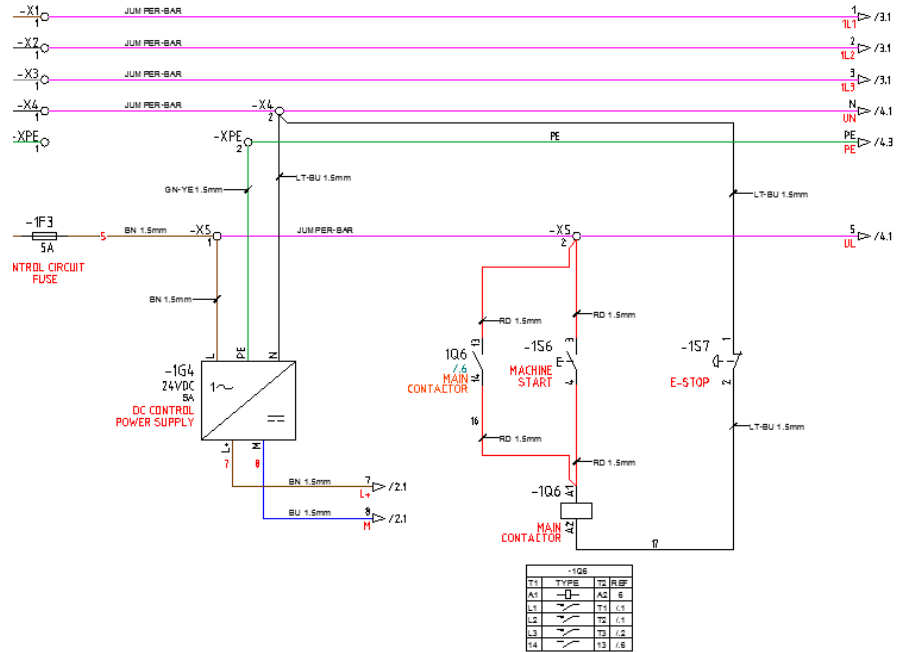 -X1
1
JUMPER-BAR
1
1L1
/3.1
-X2
1
JUMPER-BAR
2
1L2
/3.1
-X3
1
JUMPER-BAR
3
1L3
/3.1
-X4
1
JUMPER-BAR
-X4
2
N
UN
/4.1
-XPE
1
-XPE
2
PE
PE
PE
/4.3
GN-YE 1.5mm
LT-BU 1.5mm
LT-BU 1.5mm
-1F3
5A
NTROL CIRCUIT
FUSE
5
BN 1.5mm
-X5
1
JUMPER-BAR
-X5
2
5
UL
/4.1
BN 1.5mm
RD 1.5mm
RD 1.5mm
L
PE
N
-1G4
24VDC
5A
DC CONTROL
POWER SUPPLY
1~
L+
M
7
8
BN 1.5mm
7
L+
/2.1
BU 1.5mm
8
M
/2.1
1Q6
/.6
MAIN
CONTACTOR
13
14
16
RD 1.5mm
-1S6
MACHINE
START
3
4
E
RD 1.5mm
-1S7
E-STOP
1
2
LT-BU 1.5mm
-1Q6
MAIN
CONTACTOR
A1
A2
17
-1Q6
T1 TYPE T2 REF
A1 A2 6
L1 T1 /.1
L2 T2 /.1
L3 T3 /.2
14 13 /.6